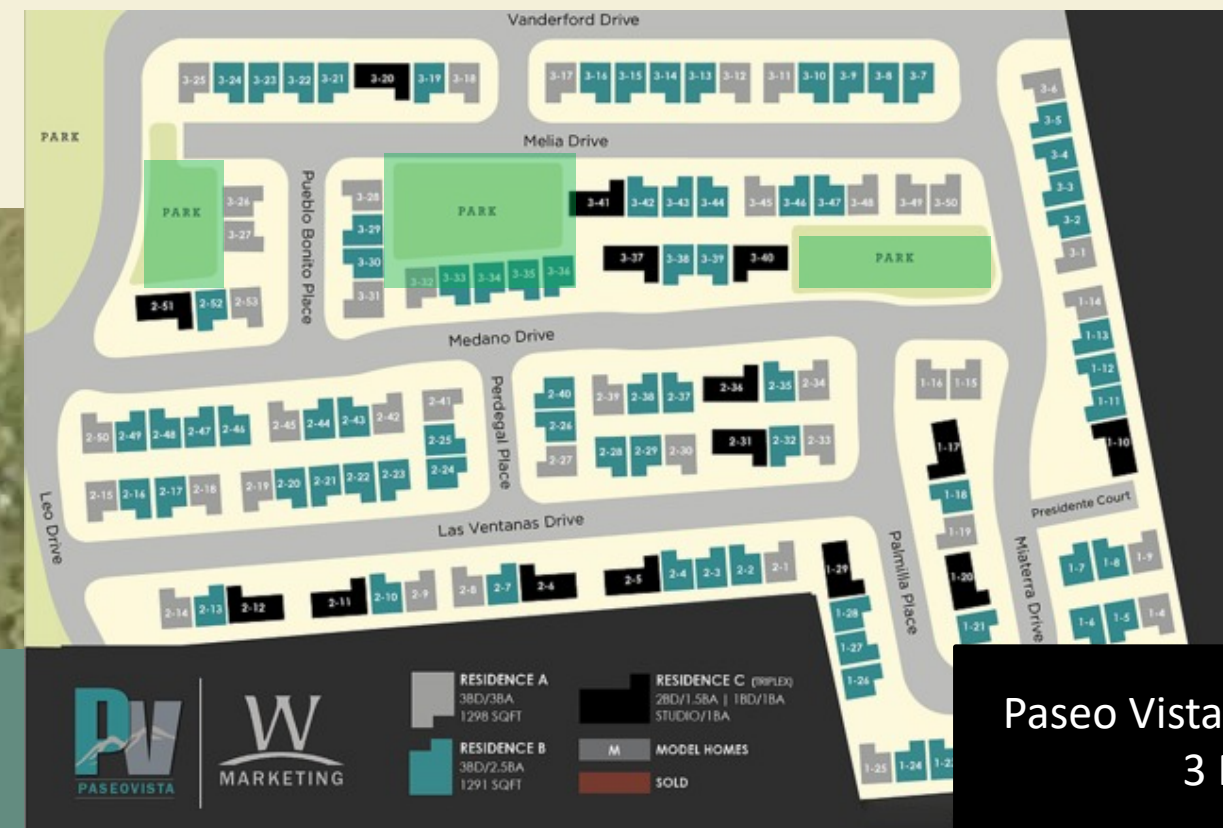 Vanderford Drive
3-25 3-24 3-23 3-22 3-21 3-20 3-19 3-18
3-17 3-16 3-15 3-14 3-13 3-12 3-11 3-10 3-9 3-8 3-7
3-6
3-5
3-4
3-3
3-2
3-1
PARK
Melia Drive
PARK
3-26
3-27
Pueblo Bonito Place
3-28
3-29
3-30
3-31
PARK
3-32 3-33 3-34 3-35 3-36
3-41 3-42 3-43 3-44 3-45 3-46 3-47 3-48 3-49 3-50
3-37 3-38 3-39 3-40
PARK
2-51 2-52 2-53
Medano Drive
1-14
1-13
1-12
1-11
1-10
2-50 2-49 2-48 2-47 2-46 2-45 2-44 2-43 2-42 2-41
2-25
2-24
2-15 2-16 2-17 2-18 2-19 2-20 2-21 2-22 2-23
Perdegal Place
2-40
2-26
2-27
2-39 2-38 2-37 2-36 2-35 2-34
2-28 2-29 2-30 2-31 2-32 2-33
1-16 1-15
1-17
1-18
1-19
1-20
1-21
Leo Drive
Las Ventanas Drive
Palmilla Place
Miaterra Drive
Presidente Court
1-7 1-8 1-9
1-6 1-5 1-4
2-14 2-13 2-12 2-11 2-10 2-9 2-8 2-7 2-6 2-5 2-4 2-3 2-2 2-1
1-29
1-28
1-27
1-26
1-25 1-24
PV
PASEOVISTA
W
MARKETING
RESIDENCE A
3BD/3BA
1298 SQFT
RESIDENCE B
3BD/2.5BA
1291 SQFT
RESIDENCE C (TRIPLEX)
2BD/1.5BA | 1BD/1BA
STUDIO/1BA
M MODEL HOMES
SOLD
Paseo Vista
3